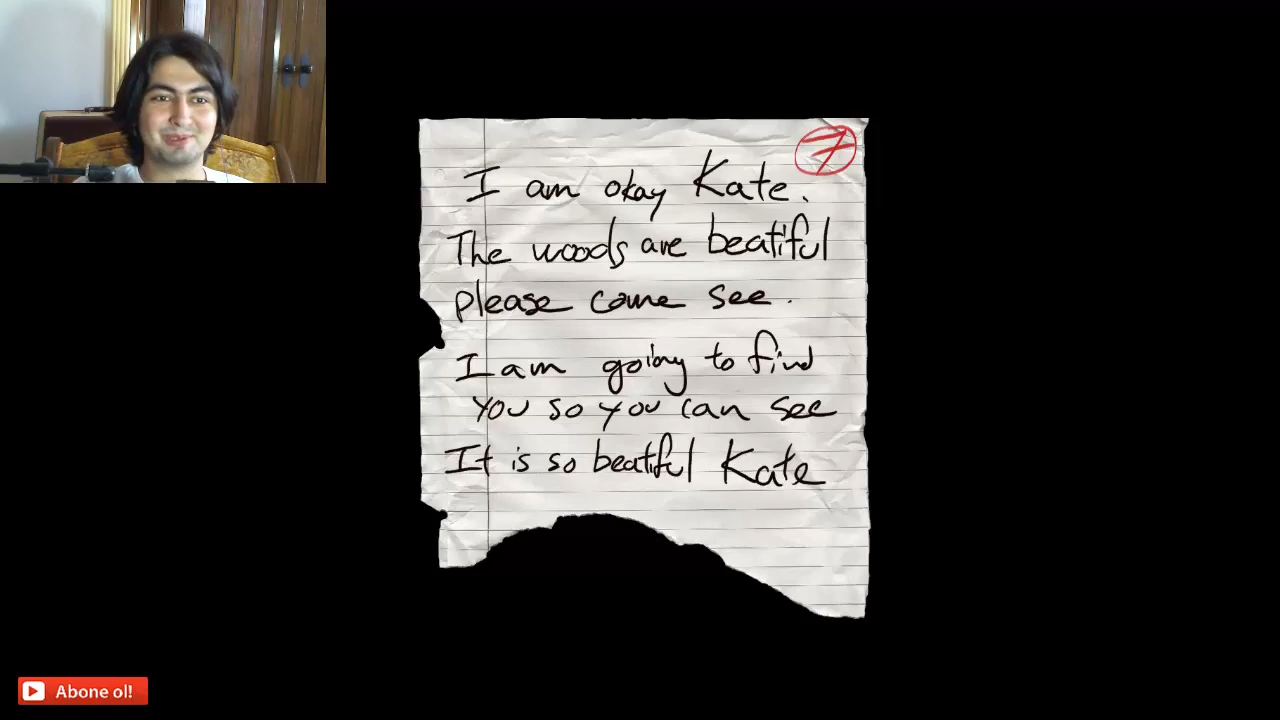 7
I am okay Kate.
The woods are beatiful
please come see.
I am going to find
you so you can see
It is so beatiful Kate
Abone ol!